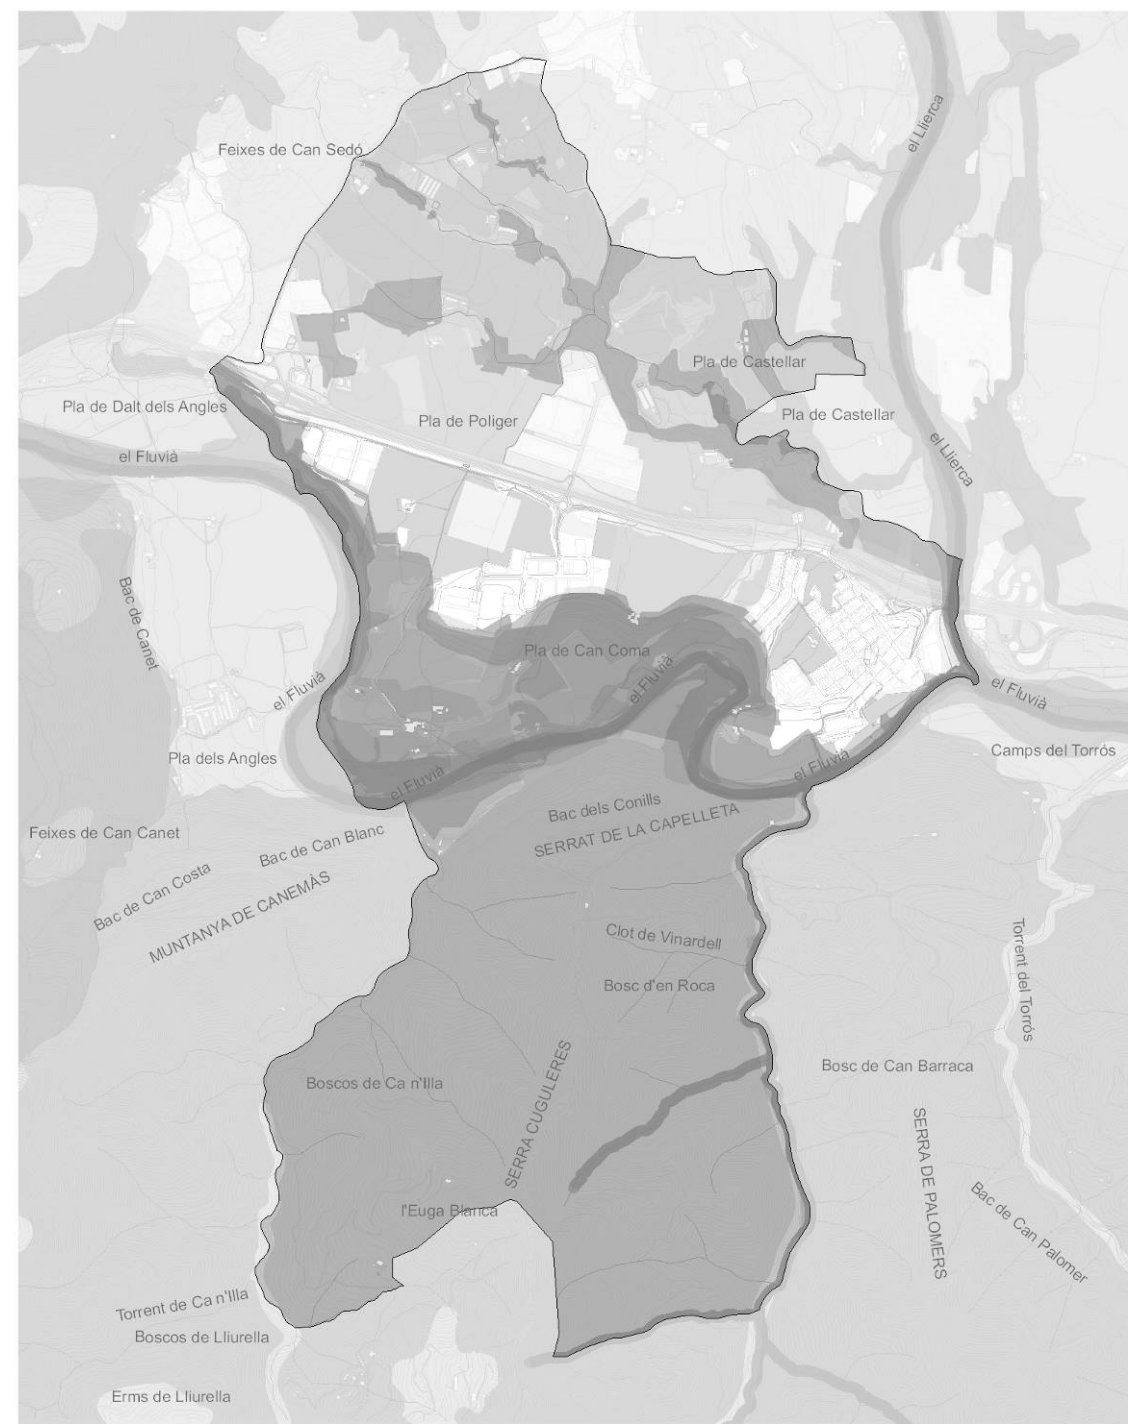 el Llierca
Feixes de Can Sedó
Pla de Castellar
Pla de Dalt dels Angles
Pla de Poliger
Pla de Castellar
el Fluvià
el Llierca
Bac de Canet
Pla de Can Coma
el Fluvià
el Fluvià
el Fluvià
Pla dels Angles
Camps del Torrós
el Fluvià
el Fluvià
Bac dels Conills
SERRAT DE LA CAPELLETA
Feixes de Can Canet
Bac de Can Blanc
Bac de Can Costa
MUNTANYA DE CANEMÀS
Clot de Vinardell
Bosc d'en Roca
Torrent del Torrós
Bosc de Can Barraca
Boscos de Ca n'Illa
SERRA CUGULERES
SERRA DE PALOMERS
l'Euga Blanca
Bac de Can Palomer
Torrent de Ca n'Illa
Boscos de Lliurella
Erms de Lliurella